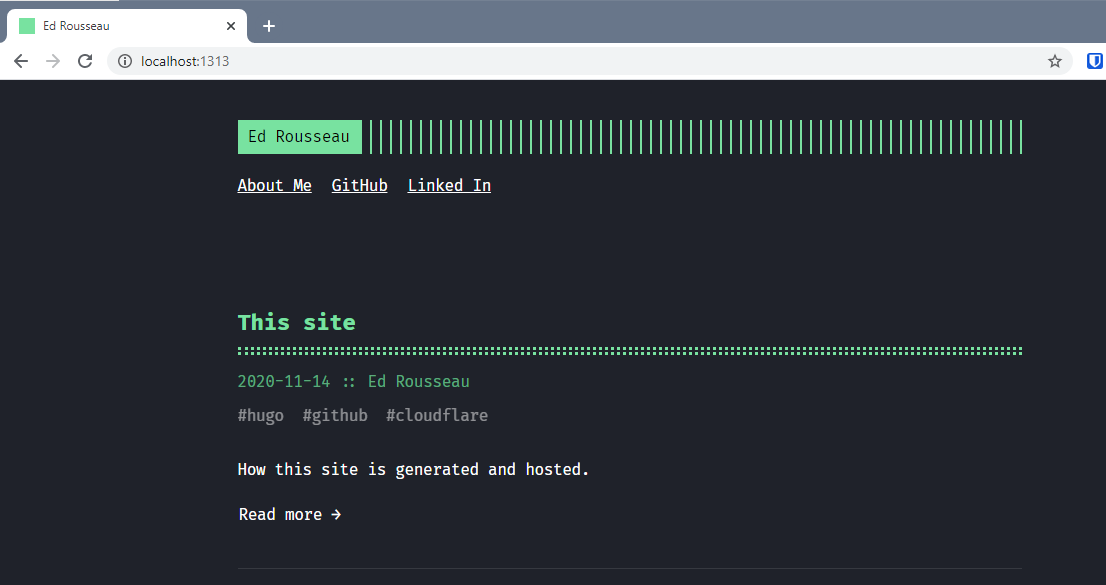 Ed Rousseau
localhost:1313
Ed Rousseau
About Me GitHub Linked In
This site
2020-11-14 :: Ed Rousseau
#hugo #github #cloudflare
How this site is generated and hosted.
Read more →